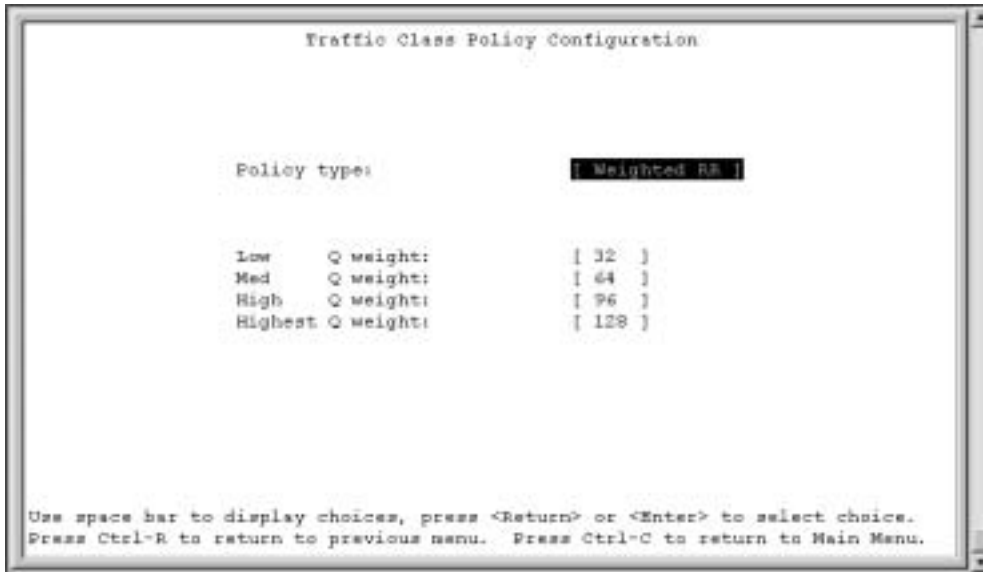 Traffic Class Policy Configuration
Policy type: [ Weighted RR ]
Low Q weight: [ 32 ]
Med Q weight: [ 64 ]
High Q weight: [ 96 ]
Highest Q weight: [ 128 ]
Use space bar to display choices, press <Return> or <Enter> to select choice.
Press Ctrl-R to return to previous menu. Press Ctrl-C to return to Main Menu.